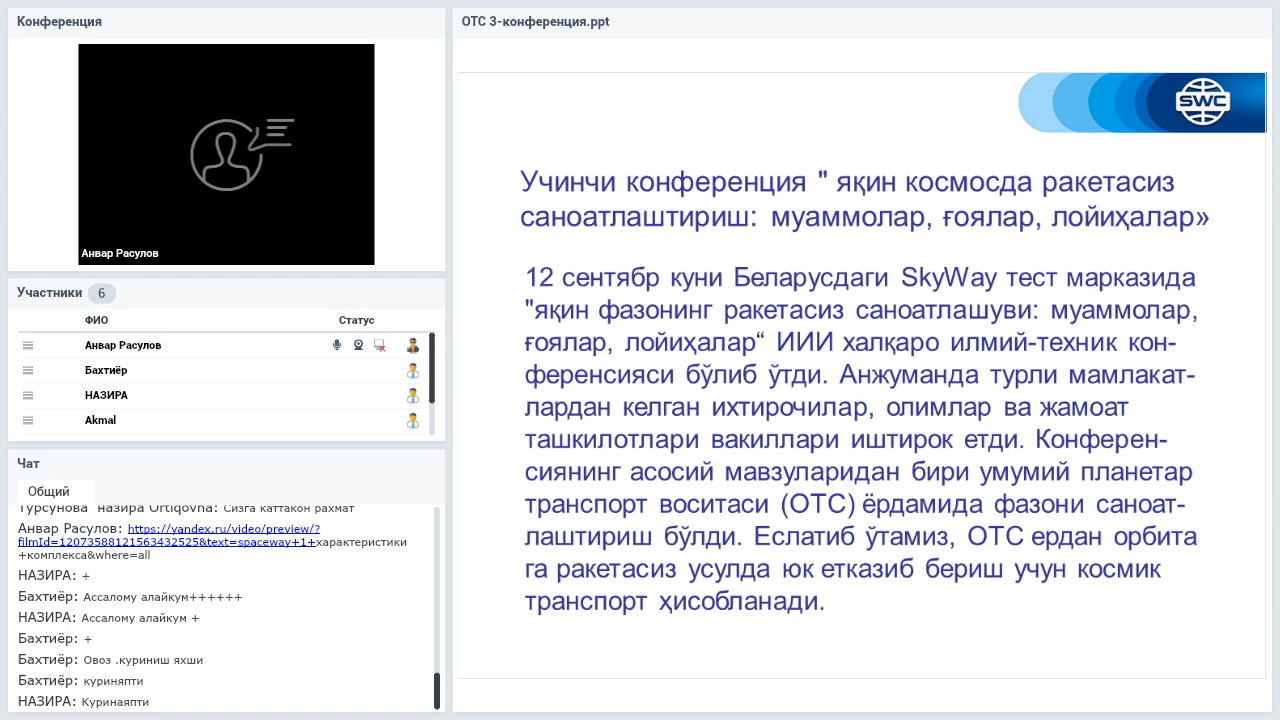 Конференция
Анвар Расулов
Участники 6
ФИО Статус
Анвар Расулов
Бахтиёр
НАЗИРА
Akmal
Чат
Общий
Турсунова Назира Ortiqovna: Сизга каттакон рахмат
Анвар Расулов: https://yandex.ru/video/preview/?
filmId=12073588121563432525&text=spaceway+1+характеристики
+комплекса&where=all
НАЗИРА: +
Бахтиёр: Ассалому алайкум++++++
НАЗИРА: Ассалому алайкум +
Бахтиёр: +
Бахтиёр: Овоз .куриниш яхши
Бахтиёр: куриняпти
НАЗИРА: Куринаяпти
ОТС 3-конференция.ppt
SWC
Учинчи конференция " яқин космосда ракетасиз
саноатлаштириш: муаммолар, ғоялар, лойиҳалар»
12 сентябр куни Беларусдаги SkyWay тест марказида
"яқин фазонинг ракетасиз саноатлашуви: муаммолар,
ғоялар, лойиҳалар“ ИИИ халқаро илмий-техник кон-
ференсияси бўлиб ўтди. Анжуманда турли мамлакат-
лардан келган ихтирочилар, олимлар ва жамоат
ташкилотлари вакиллари иштирок етди. Конферен-
сиянинг асосий мавзуларидан бири умумий планетар
транспорт воситаси (ОТС) ёрдамида фазони саноат-
лаштириш бўлди. Еслатиб ўтамиз, ОТС ердан орбита
га ракетасиз усулда юк етказиб бериш учун космик
транспорт ҳисобланади.